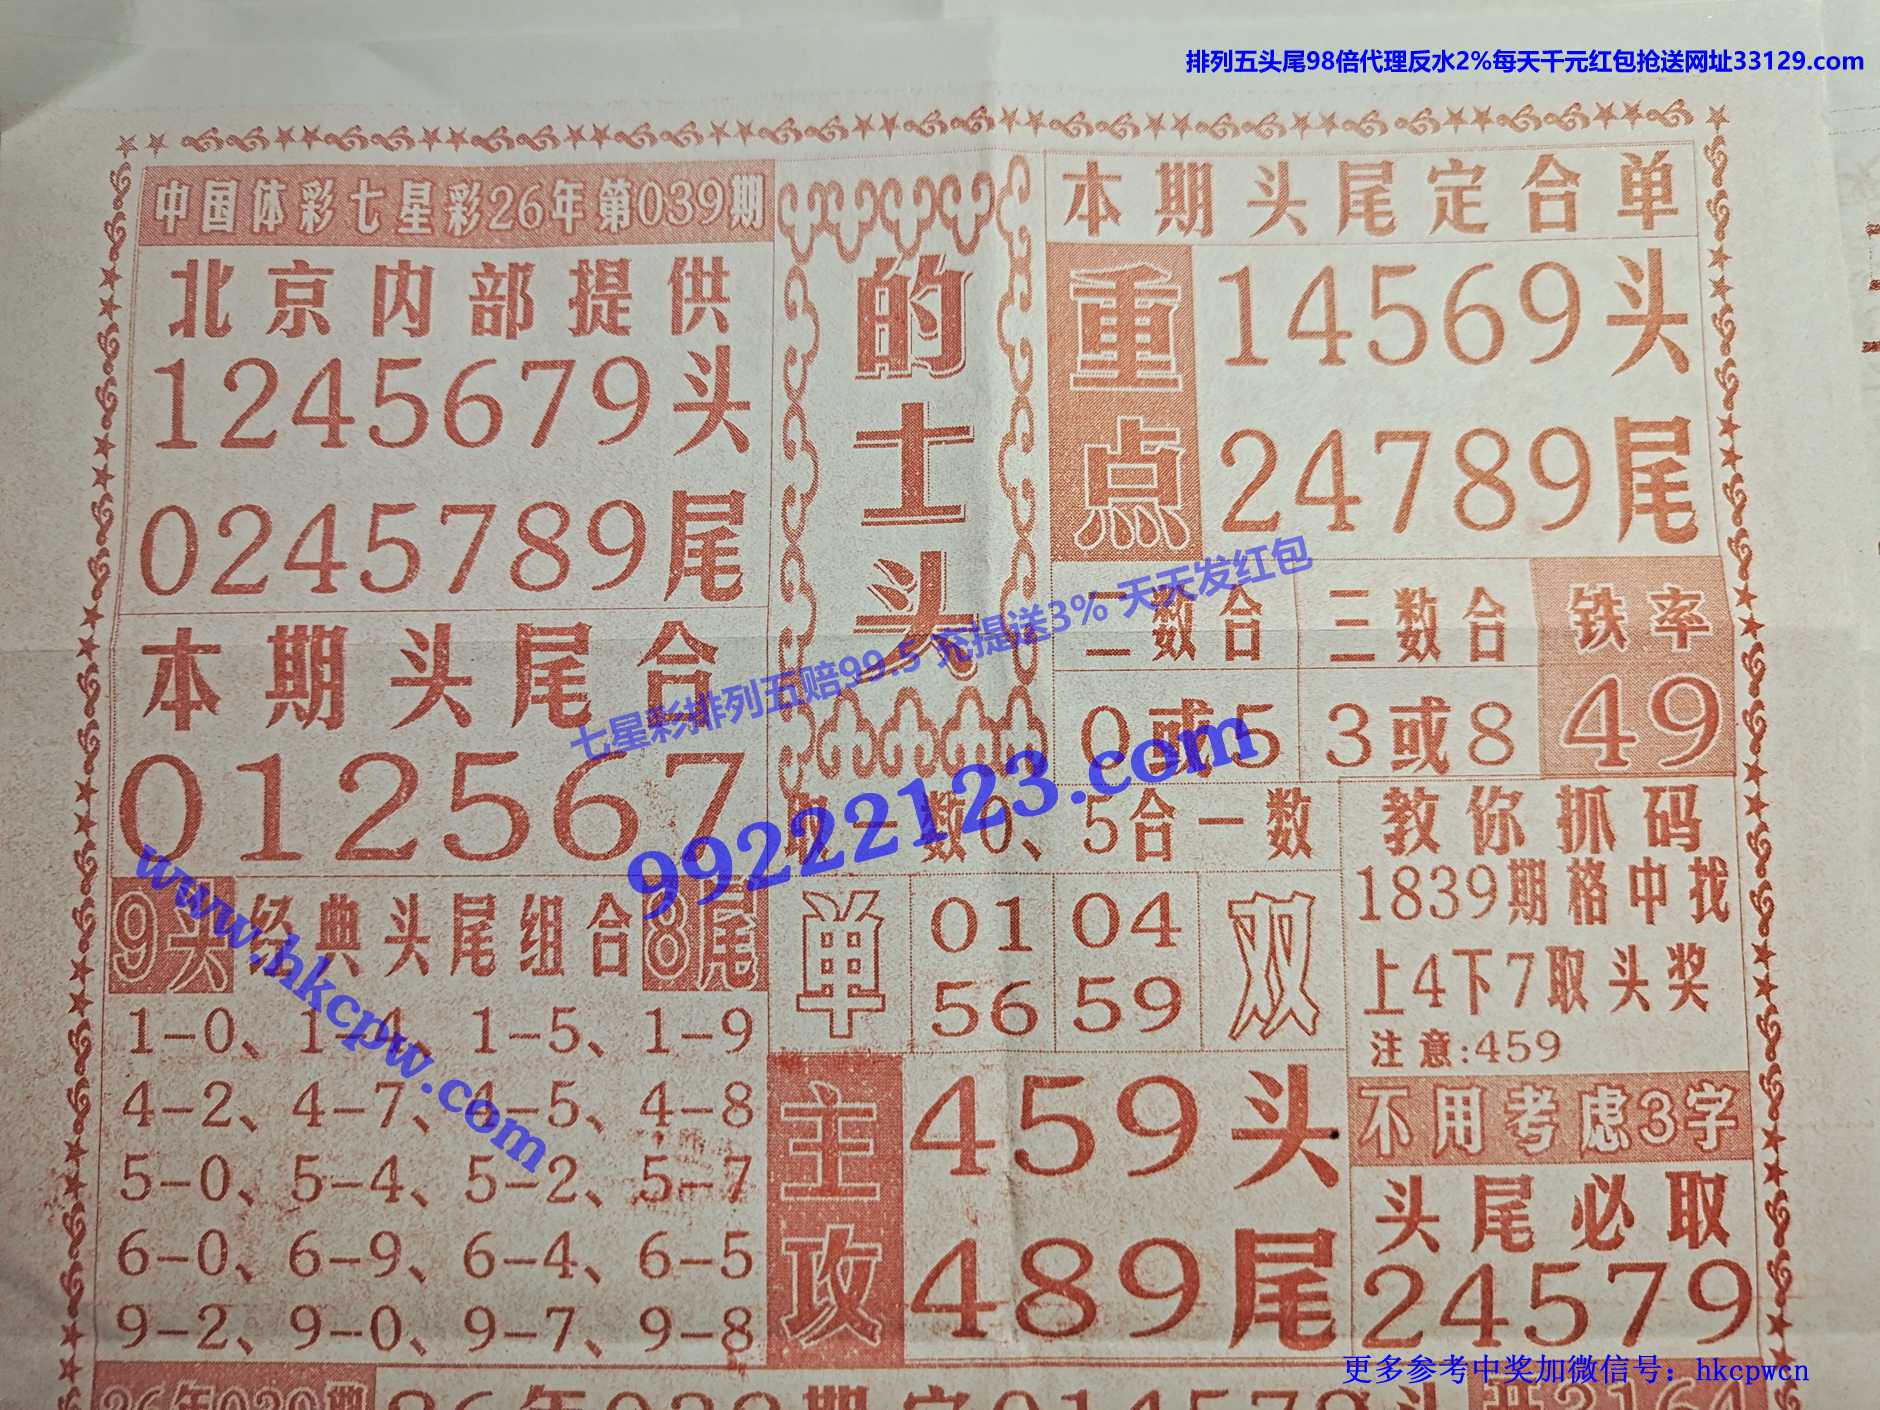 排列五头尾98倍代理反水2%每天千元红包抢送网址33129.com
中国体彩七星彩26年第039期
北京内部提供
1245679头
0245789尾
本期头尾合
012567
9头 经典头尾组合 8尾
1-0、1-4、1-5、1-9
4-2、4-7、4-5、4-8
5-0、5-4、5-2、5-7
6-0、6-9、6-4、6-5
9-2、9-0、9-7、9-8
的士头
本期头尾定合单
重点
14569头
24789尾
二数合 三数合 铁率
0或5 3或8 49
取一数0、5合一数
单 01 04 双
56 59
主攻
459头
489尾
教你抓码
1839期格中找
上4下7取头奖
注意:459
不用考虑3字
头尾必取
24579
七星彩排列五赔99.5 充提送3% 天天发红包
99222123.com
www.hkcpw.com
更多参考中奖加微信号：hkcpwcn